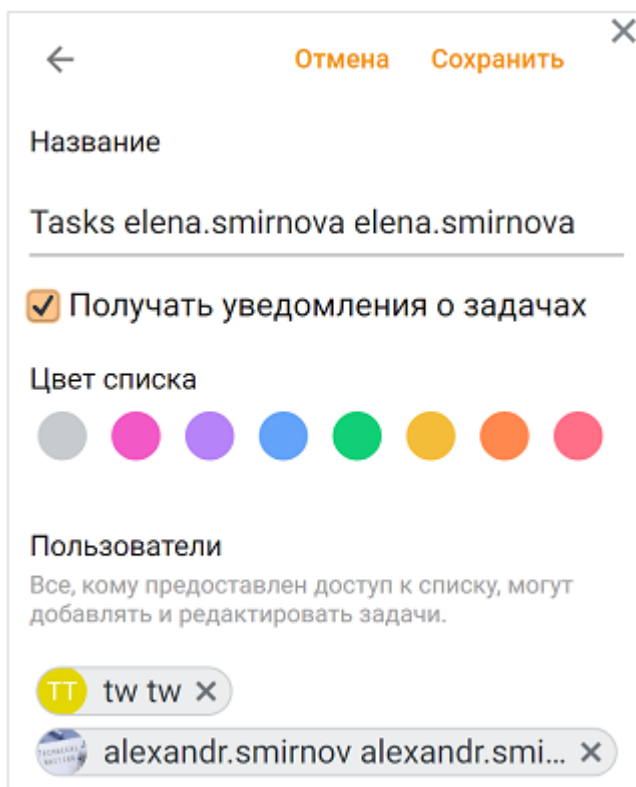 Отмена Сохранить
Название
Tasks elena.smirnova elena.smirnova
Получать уведомления о задачах
Цвет списка
Пользователи
Все, кому предоставлен доступ к списку, могут
добавлять и редактировать задачи.
TT tw tw
alexandr.smirnov alexandr.smi...